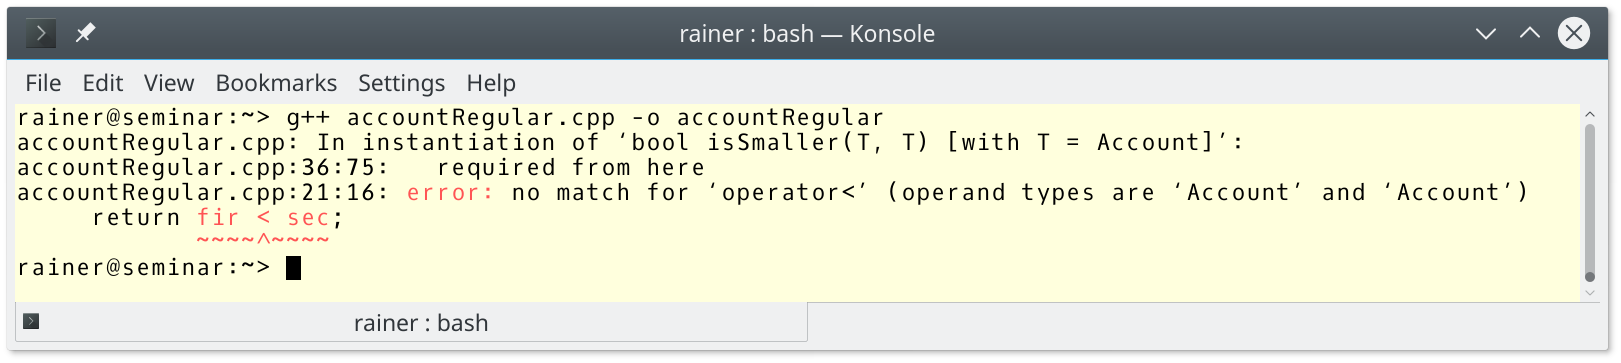 rainer : bash — Konsole
File Edit View Bookmarks Settings Help
rainer@seminar:~> g++ accountRegular.cpp -o accountRegular
accountRegular.cpp: In instantiation of ‘bool isSmaller(T, T) [with T = Account]’:
accountRegular.cpp:36:75:   required from here
accountRegular.cpp:21:16: error: no match for ‘operator<’ (operand types are ‘Account’ and ‘Account’)
     return fir < sec;
            ~~~~^~~~~
rainer@seminar:~>
rainer : bash